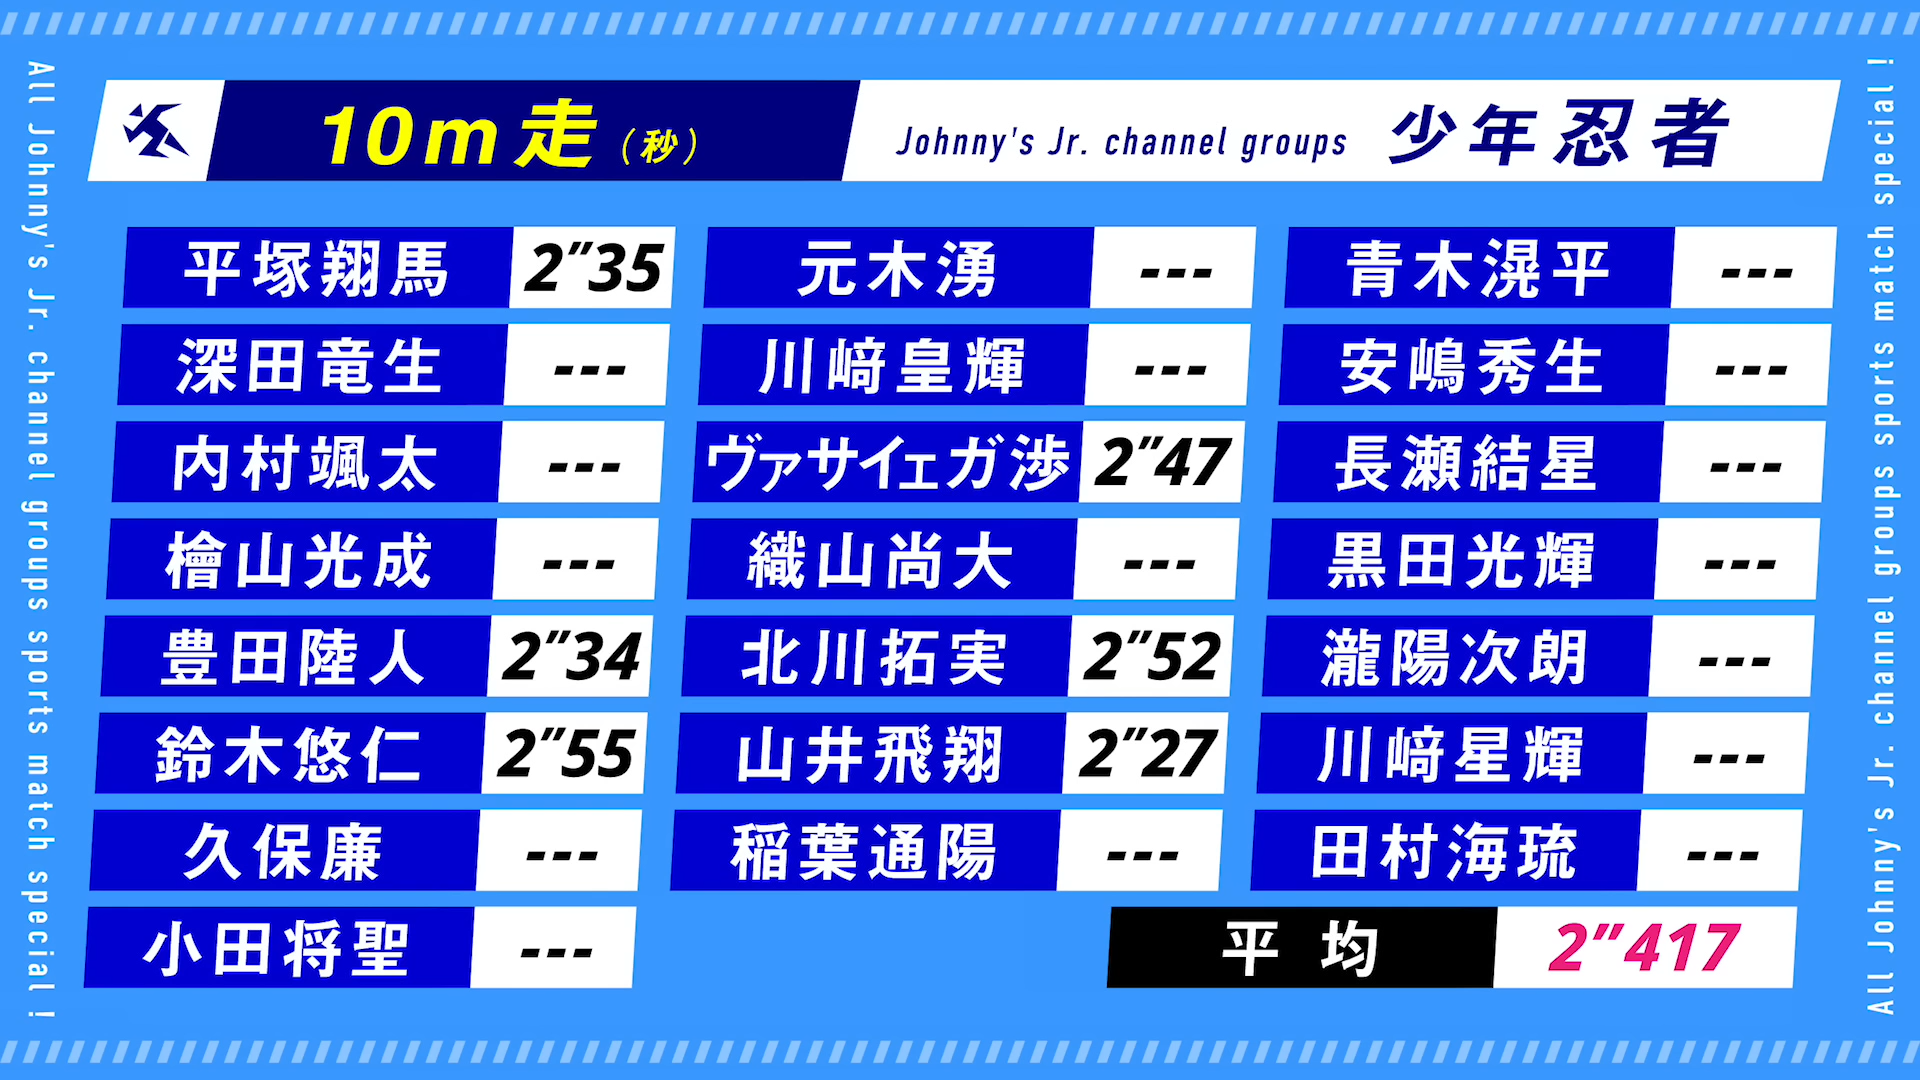 10m走（秒）
Johnny's Jr. channel groups 少年忍者
平塚翔馬 2″35
深田竜生 ---
内村颯太 ---
檜山光成 ---
豊田陸人 2″34
鈴木悠仁 2″55
久保廉 ---
小田将聖 ---
元木湧 ---
川﨑皇輝 ---
ヴァサイェガ渉 2″47
織山尚大 ---
北川拓実 2″52
山井飛翔 2″27
稲葉通陽 ---
青木滉平 ---
安嶋秀生 ---
長瀬結星 ---
黒田光輝 ---
瀧陽次朗 ---
川﨑星輝 ---
田村海琉 ---
平均 2″417
All Johnny's Jr. channel groups sports match special !
All Johnny's Jr. channel groups sports match special !